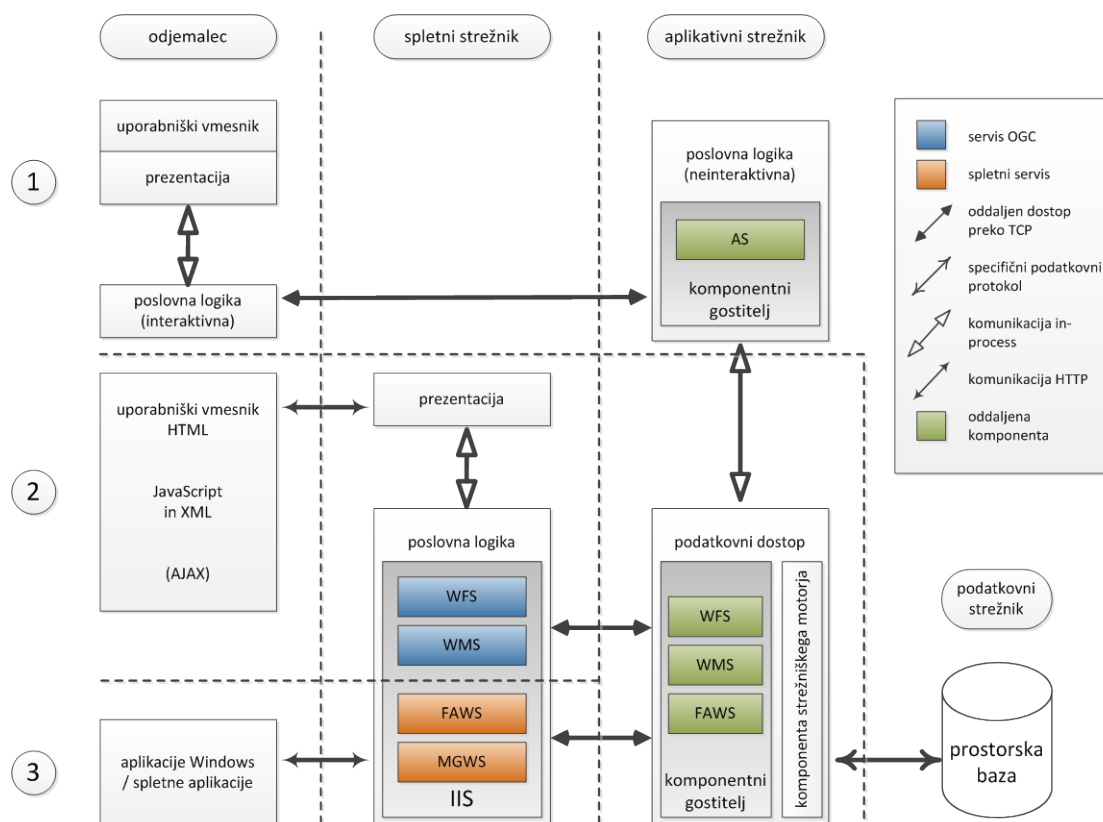 odjemalec
spletni strežnik
aplikativni strežnik
1
uporabniški vmesnik
prezentacija
poslovna logika
(interaktivna)
poslovna logika
(neinteraktivna)
AS
komponentni
gostitelj
servis OGC
spletni servis
oddaljen dostop
preko TCP
specifični podatkovni
protokol
komunikacija in-
process
komunikacija HTTP
oddaljena
komponenta
2
uporabniški vmesnik
HTML
JavaScript
in XML
(AJAX)
prezentacija
poslovna logika
WFS
WMS
FAWS
MGWS
IIS
podatkovni dostop
WFS
WMS
FAWS
komponentni
gostitelj
komponenta strežniškega motorja
podatkovni
strežnik
prostorska
baza
3
aplikacije Windows
/ spletne aplikacije